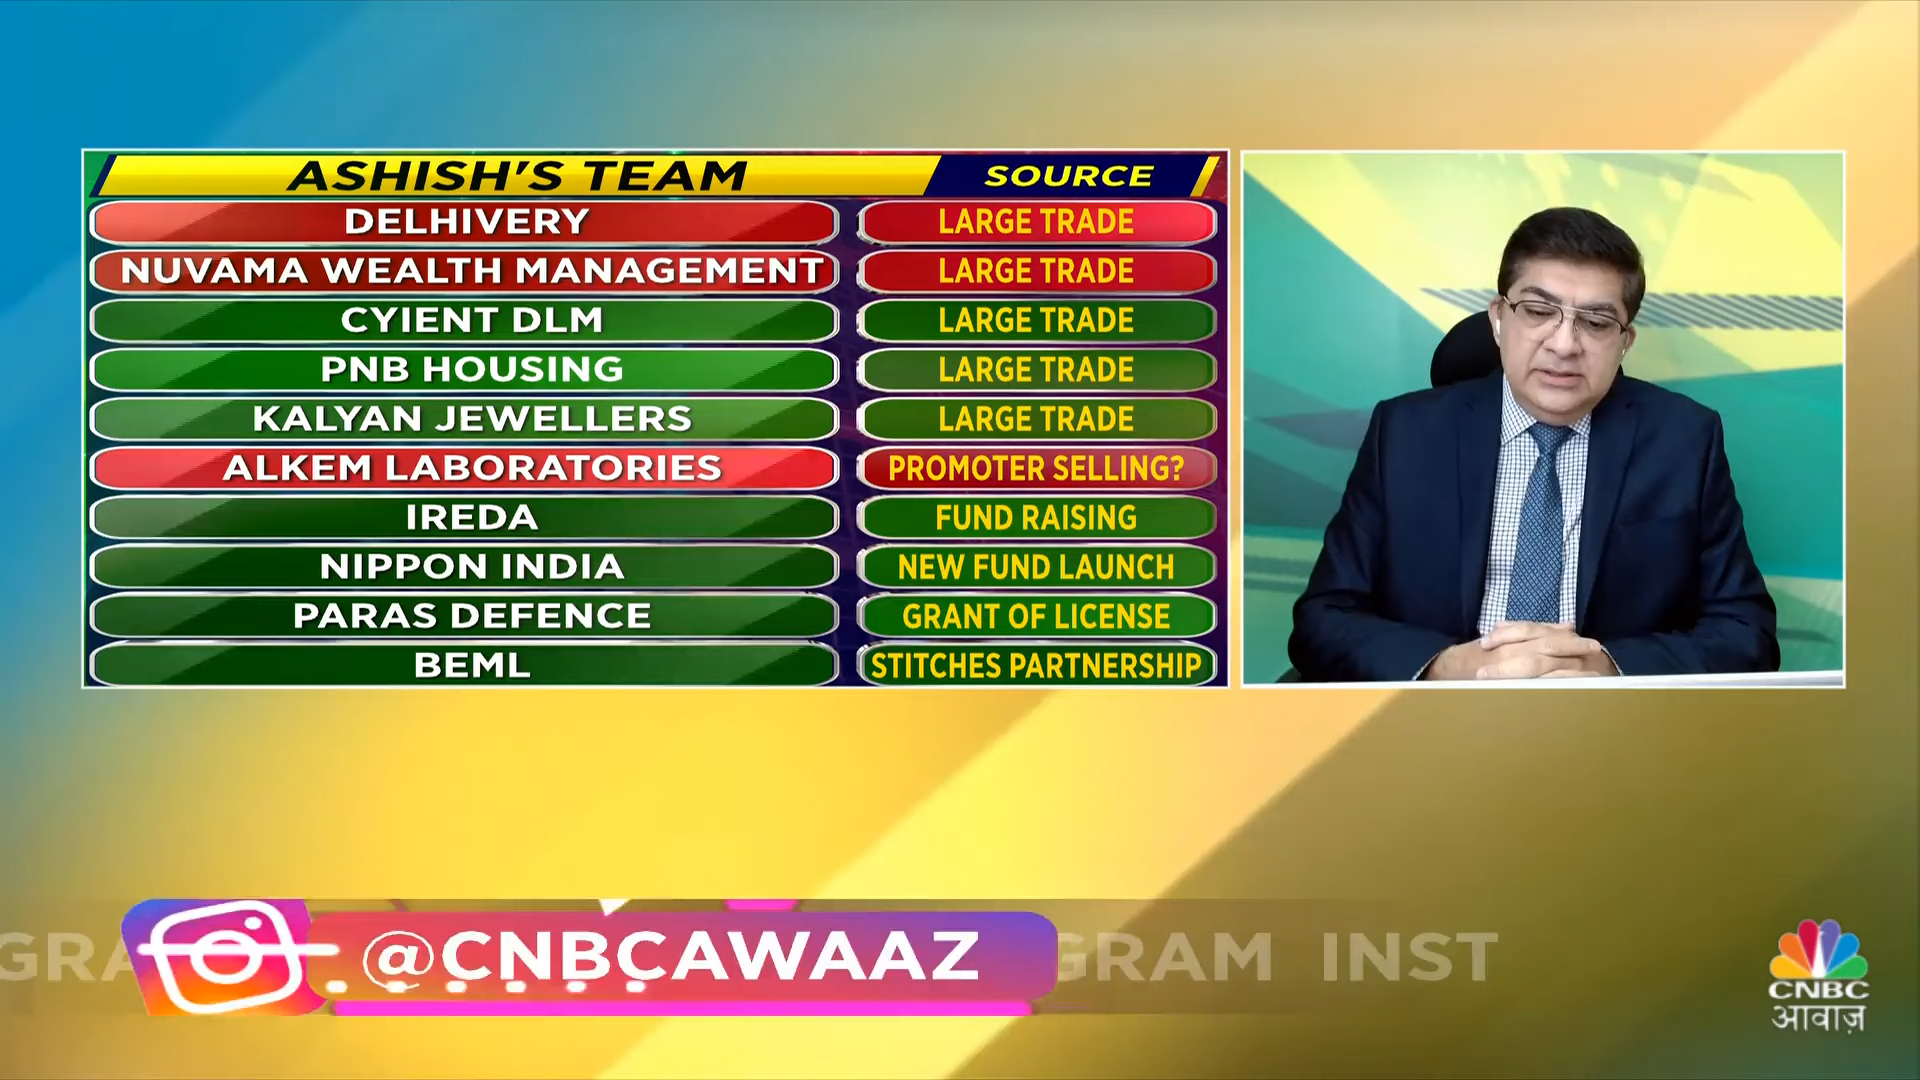 ASHISH'S TEAM SOURCE
DELHIVERY LARGE TRADE
NUVAMA WEALTH MANAGEMENT LARGE TRADE
CYIENT DLM LARGE TRADE
PNB HOUSING LARGE TRADE
KALYAN JEWELLERS LARGE TRADE
ALKEM LABORATORIES PROMOTER SELLING?
IREDA FUND RAISING
NIPPON INDIA NEW FUND LAUNCH
PARAS DEFENCE GRANT OF LICENSE
BEML STITCHES PARTNERSHIP
GRA @CNBCAWAAZ GRAM INST
CNBC
आवाज़